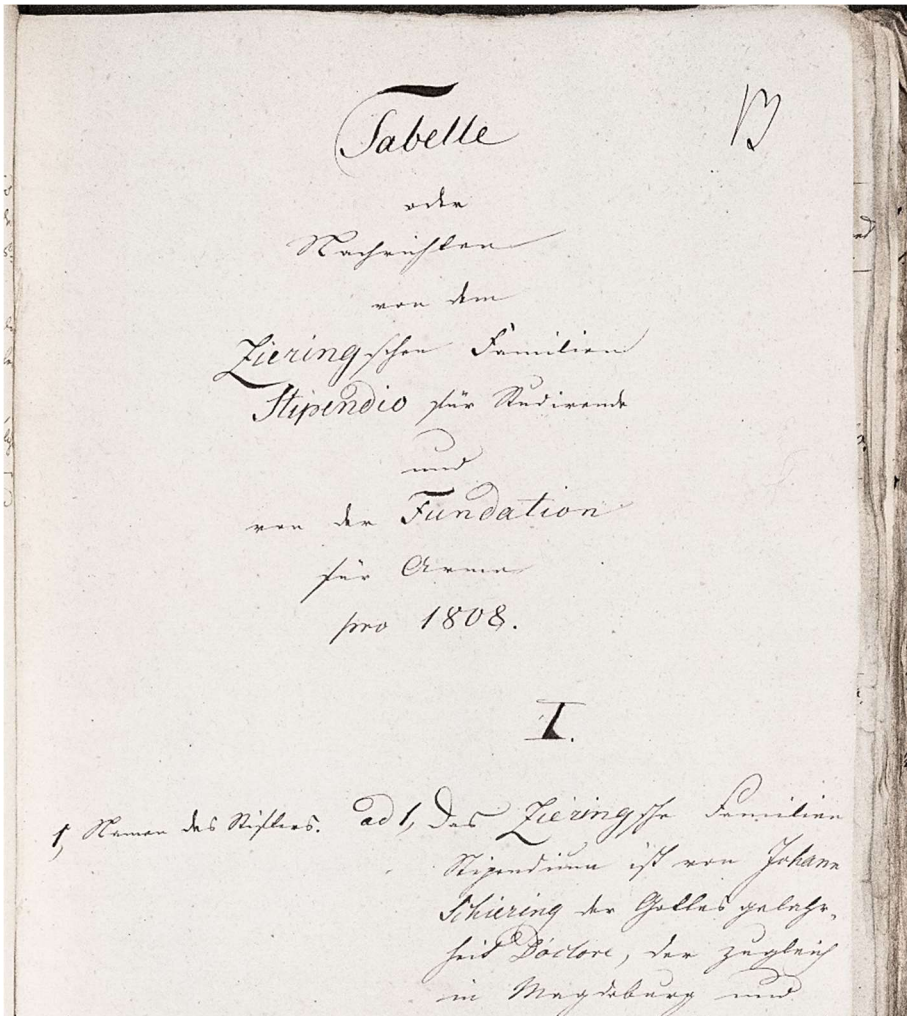 Tabelle
oder
Nachrichten
von dem
Zieringschen Familien
Stipendio für Studirende
und
von der Fundation
für Arme
pro 1808.
I.
1, Namen des Stifters. ad 1, Das Zieringsche Familien
Stipendium ist von Johann
Schiering der Gottesgelahr-
heit Doctore, der zugleich
in Magdeburg und